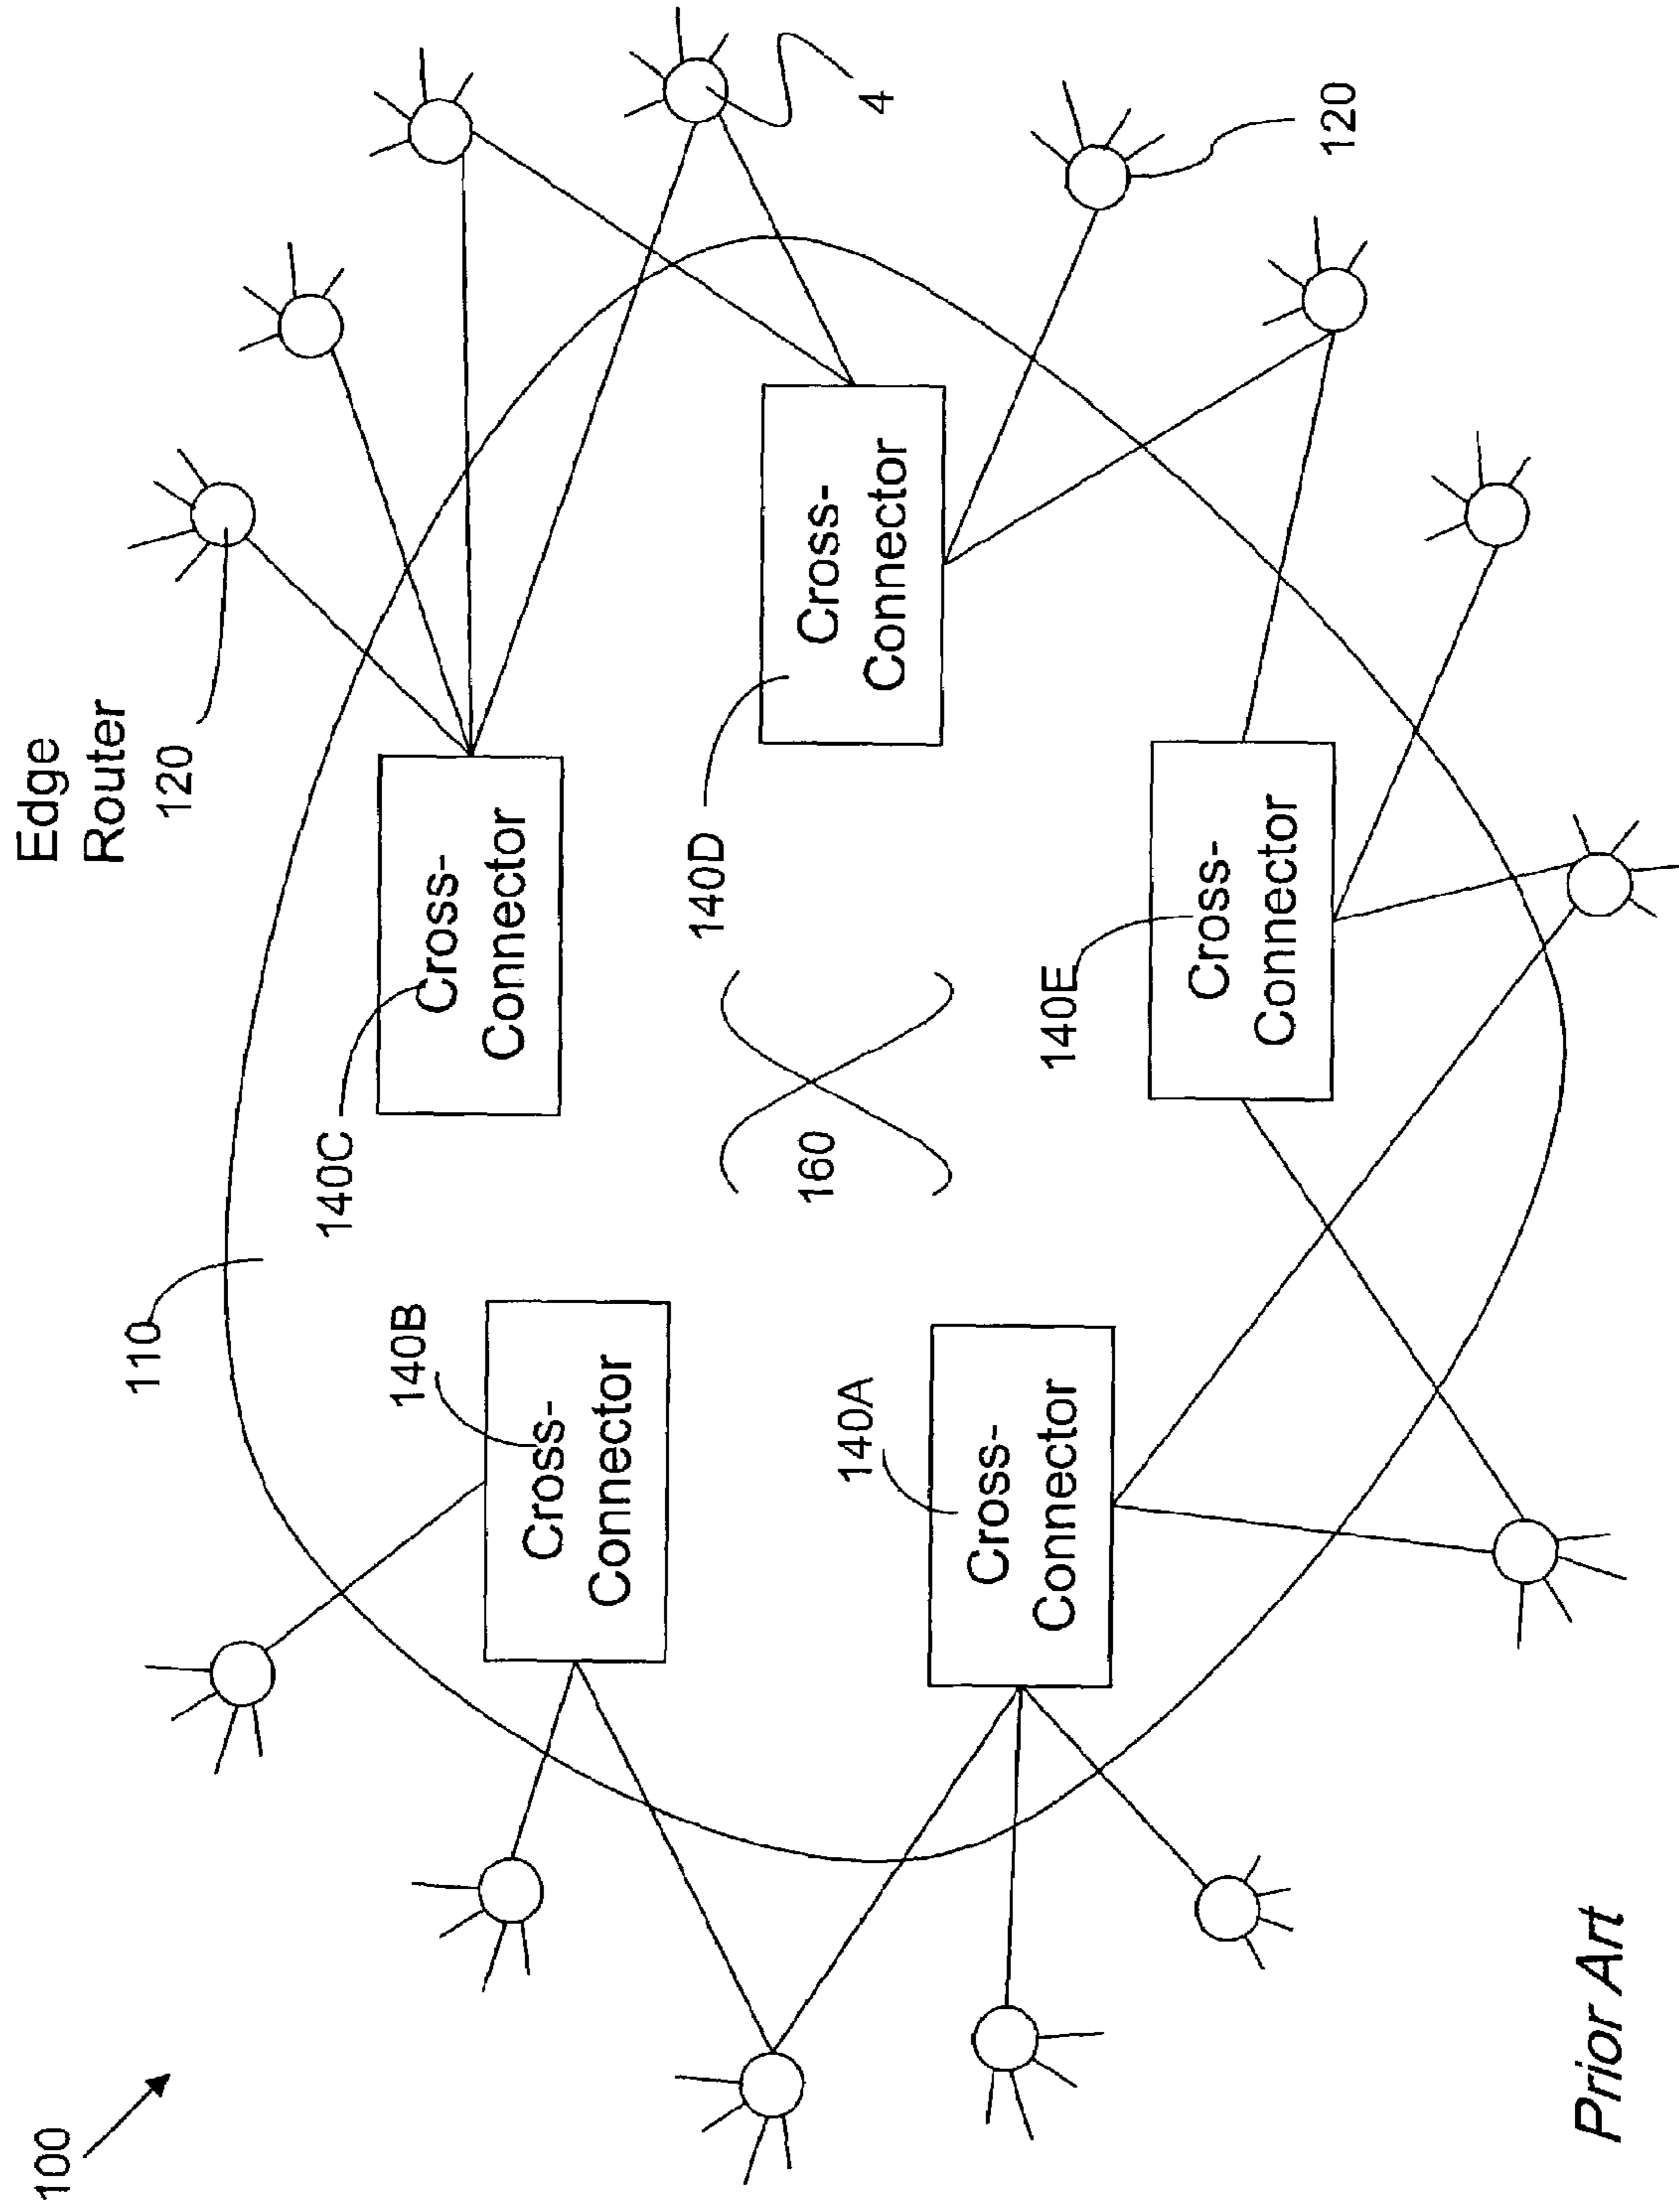 100
Edge
Router
120
110
140C
Cross-
Connector
140B
Cross-
Connector
140D
Cross-
Connector
4
160
140A
Cross-
Connector
140E
Cross-
Connector
120
Prior Art